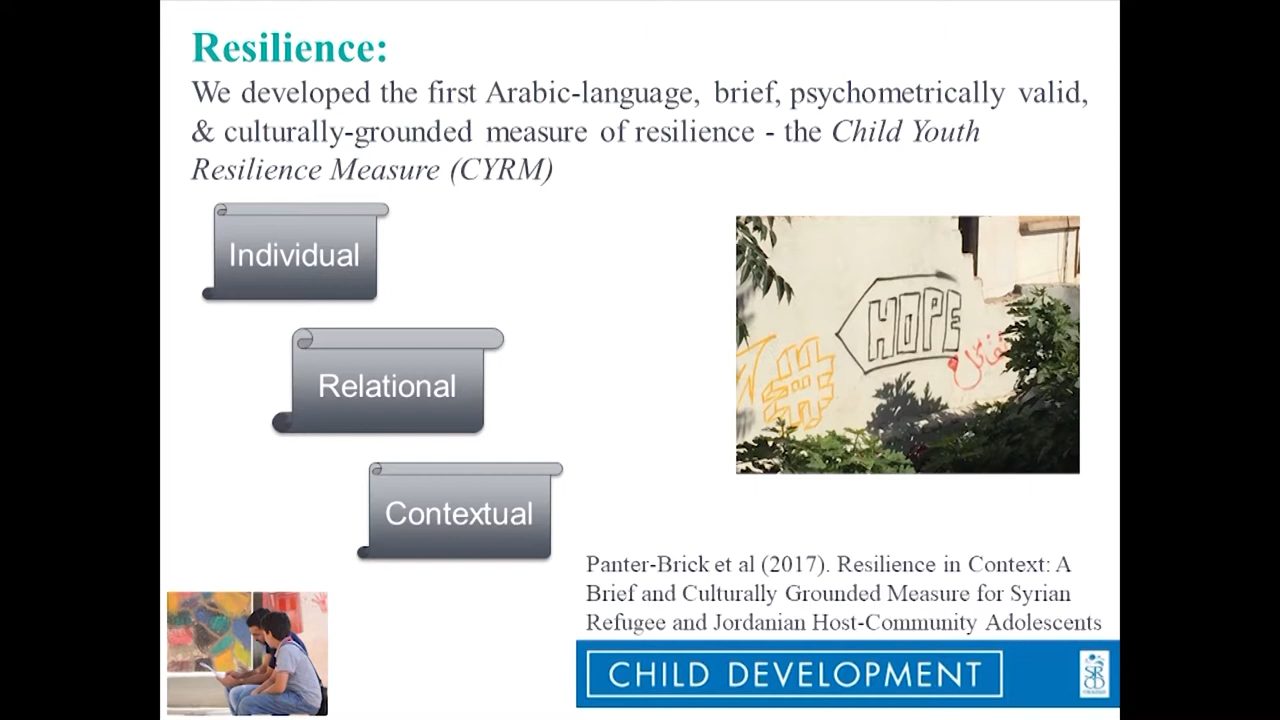 Resilience:
We developed the first Arabic-language, brief, psychometrically valid,
& culturally-grounded measure of resilience - the Child Youth
Resilience Measure (CYRM)
Individual
Relational
Contextual
#
HOPE
تفائل
Panter-Brick et al (2017). Resilience in Context: A
Brief and Culturally Grounded Measure for Syrian
Refugee and Jordanian Host-Community Adolescents
CHILD DEVELOPMENT
SRCD